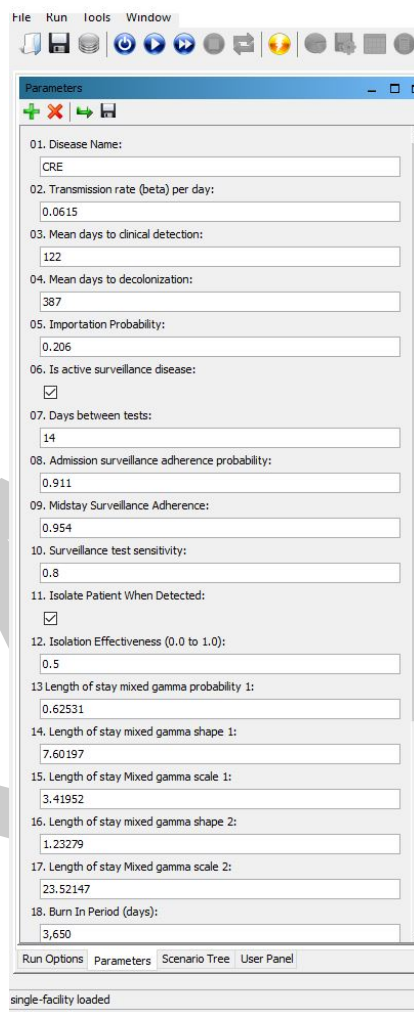 File Run Tools Window
Parameters
01. Disease Name:
CRE
02. Transmission rate (beta) per day:
0.0615
03. Mean days to clinical detection:
122
04. Mean days to decolonization:
387
05. Importation Probability:
0.206
06. Is active surveillance disease:
07. Days between tests:
14
08. Admission surveillance adherence probability:
0.911
09. Midstay Surveillance Adherence:
0.954
10. Surveillance test sensitivity:
0.8
11. Isolate Patient When Detected:
12. Isolation Effectiveness (0.0 to 1.0):
0.5
13 Length of stay mixed gamma probability 1:
0.62531
14. Length of stay mixed gamma shape 1:
7.60197
15. Length of stay Mixed gamma scale 1:
3.41952
16. Length of stay mixed gamma shape 2:
1.23279
17. Length of stay Mixed gamma scale 2:
23.52147
18. Burn In Period (days):
3,650
Run Options Parameters Scenario Tree User Panel
single-facility loaded